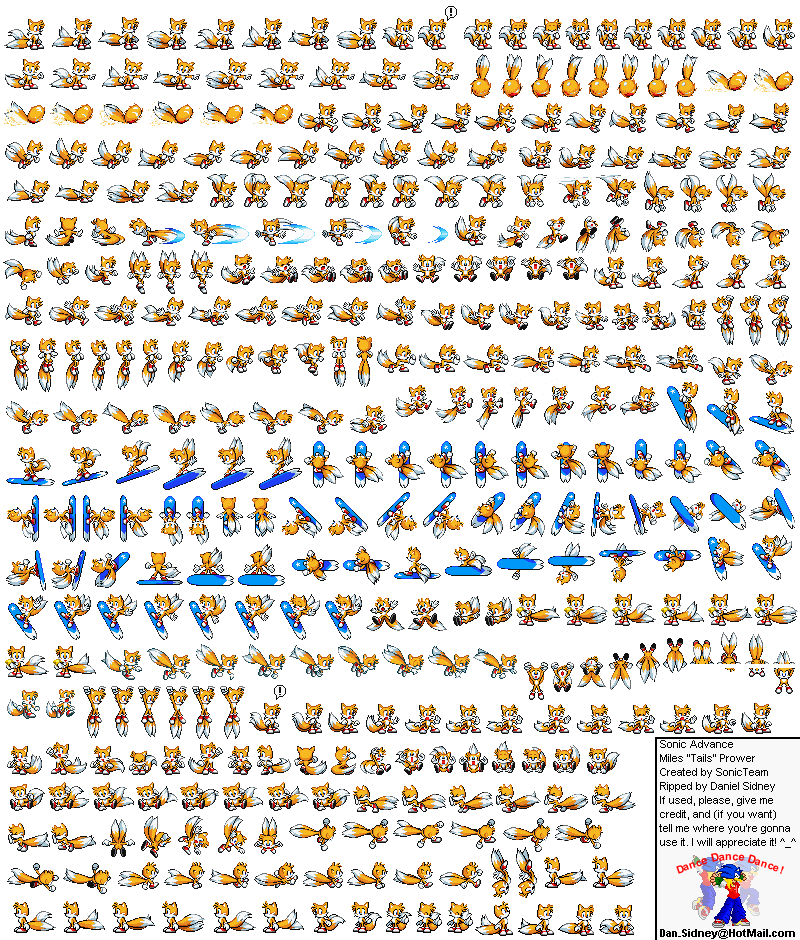 !
!
Sonic Advance
Miles "Tails" Prower
Created by SonicTeam
Ripped by Daniel Sidney
If used, please, give me
credit, and (if you want)
tell me where you're gonna
use it. I will appreciate it! ^_^
Dance Dance Dance!
Dan.Sidney@HotMail.com